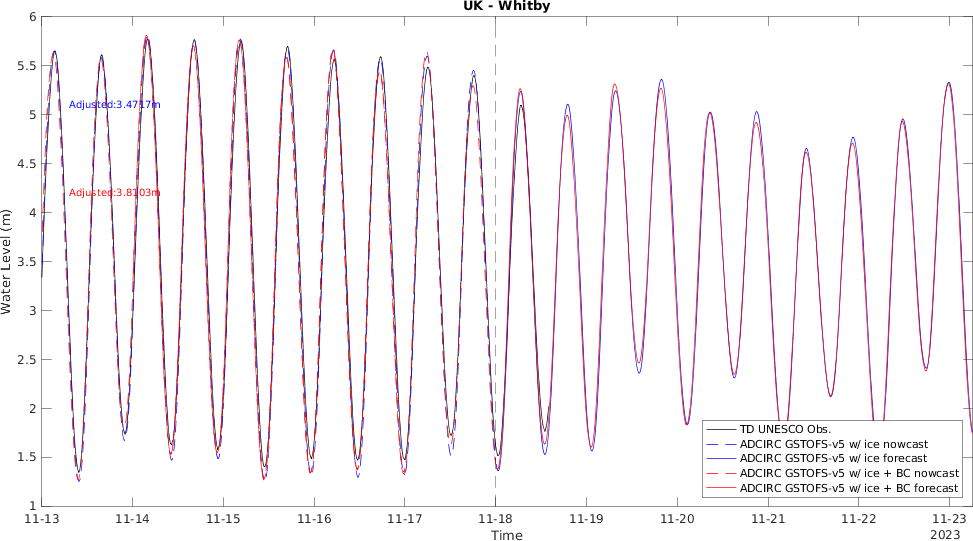 UK - Whitby
6
5.5
5
4.5
4
3.5
3
2.5
2
1.5
1
Water Level (m)
Adjusted:3.4717m
Adjusted:3.8103m
TD UNESCO Obs.
ADCIRC GSTOFS-v5 w/ ice nowcast
ADCIRC GSTOFS-v5 w/ ice forecast
ADCIRC GSTOFS-v5 w/ ice + BC nowcast
ADCIRC GSTOFS-v5 w/ ice + BC forecast
11-13 11-14 11-15 11-16 11-17 11-18 11-19 11-20 11-21 11-22 11-23
Time
2023